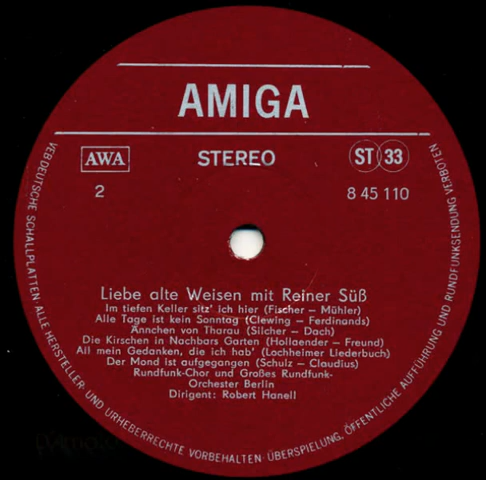 AMIGA
AWA
STEREO
ST 33
2
8 45 110
Liebe alte Weisen mit Reiner Süß
Im tiefen Keller sitz' ich hier (Fischer – Mühler)
Alle Tage ist kein Sonntag (Clewing – Ferdinands)
Ännchen von Tharau (Silcher – Dach)
Die Kirschen in Nachbars Garten (Hollaender – Freund)
All mein Gedanken, die ich hab' (Lochheimer Liederbuch)
Der Mond ist aufgegangen (Schulz – Claudius)
Rundfunk-Chor und Großes Rundfunk-
Orchester Berlin
Dirigent: Robert Hanell
VEB DEUTSCHE SCHALLPLATTEN · ALLE HERSTELLER- UND URHEBERRECHTE VORBEHALTEN · ÜBERSPIELUNG, ÖFFENTLICHE AUFFÜHRUNG UND RUNDFUNKSENDUNG VERBOTEN